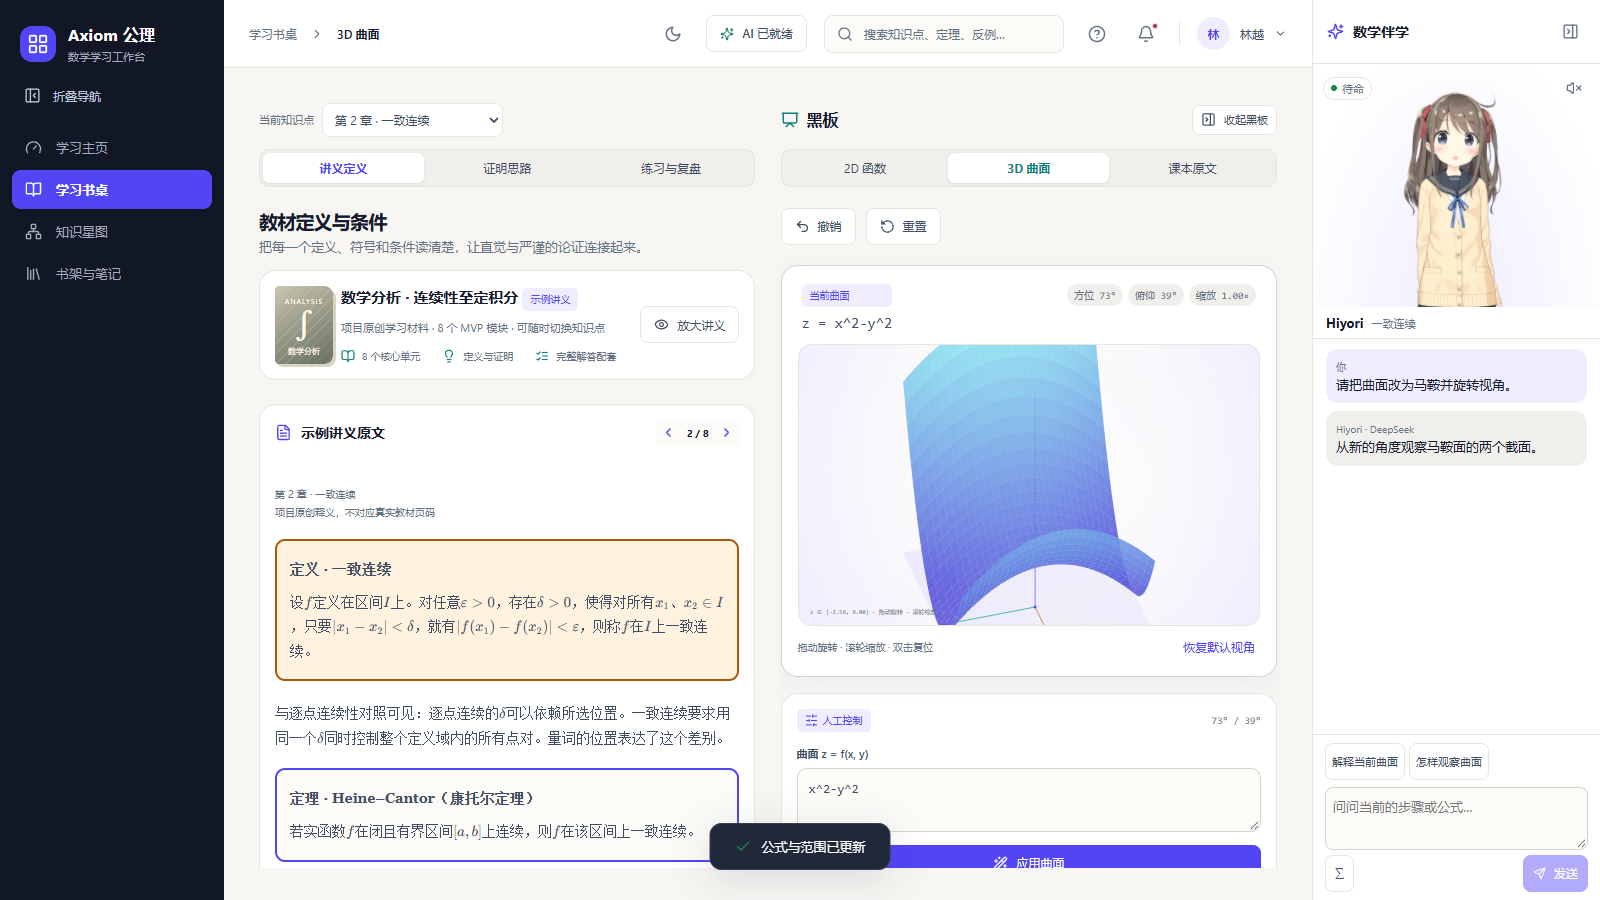 Axiom 公理
数学学习工作台
折叠导航
学习主页
学习书桌
知识星图
书架与笔记
学习书桌 > 3D 曲面
AI 已就绪
搜索知识点、定理、反例...
林 林越
当前知识点 第 2 章 · 一致连续
讲义定义 证明思路 练习与复盘
教材定义与条件
把每一个定义、符号和条件读清楚，让直觉与严谨的论证连接起来。
ANALYSIS
∫
数学分析
数学分析 · 连续性至定积分 示例讲义
项目原创学习材料 · 8 个 MVP 模块 · 可随时切换知识点
8 个核心单元 定义与证明 完整解答配套
放大讲义
示例讲义原文
2 / 8
第 2 章 · 一致连续
项目原创释义，不对应真实教材页码
定义 · 一致连续
设f定义在区间I上。对任意ε > 0，存在δ > 0，使得对所有x₁、x₂ ∈ I
，只要|x₁ − x₂| < δ，就有|f(x₁) − f(x₂)| < ε，则称f在I上一致连
续。
与逐点连续性对照可见：逐点连续的δ可以依赖所选位置。一致连续要求用
同一个δ同时控制整个定义域内的所有点对。量词的位置表达了这个差别。
定理 · Heine–Cantor（康托尔定理）
若实函数f在闭且有界区间[a, b]上连续，则f在该区间上一致连续。
黑板
收起黑板
2D 函数 3D 曲面 课本原文
撤销 重置
当前曲面
方位 73° 俯仰 39° 缩放 1.00×
z = x^2-y^2
z ∈ [-2.56, 9.00] · 拖动旋转 · 滚轮缩放
拖动旋转 · 滚轮缩放 · 双击复位
恢复默认视角
人工控制
73° / 39°
曲面 z = f(x, y)
x^2-y^2
应用曲面
公式与范围已更新
数学伴学
待命
Hiyori 一致连续
你
请把曲面改为马鞍并旋转视角。
Hiyori · DeepSeek
从新的角度观察马鞍面的两个截面。
解释当前曲面 怎样观察曲面
问问当前的步骤或公式...
Σ
发送